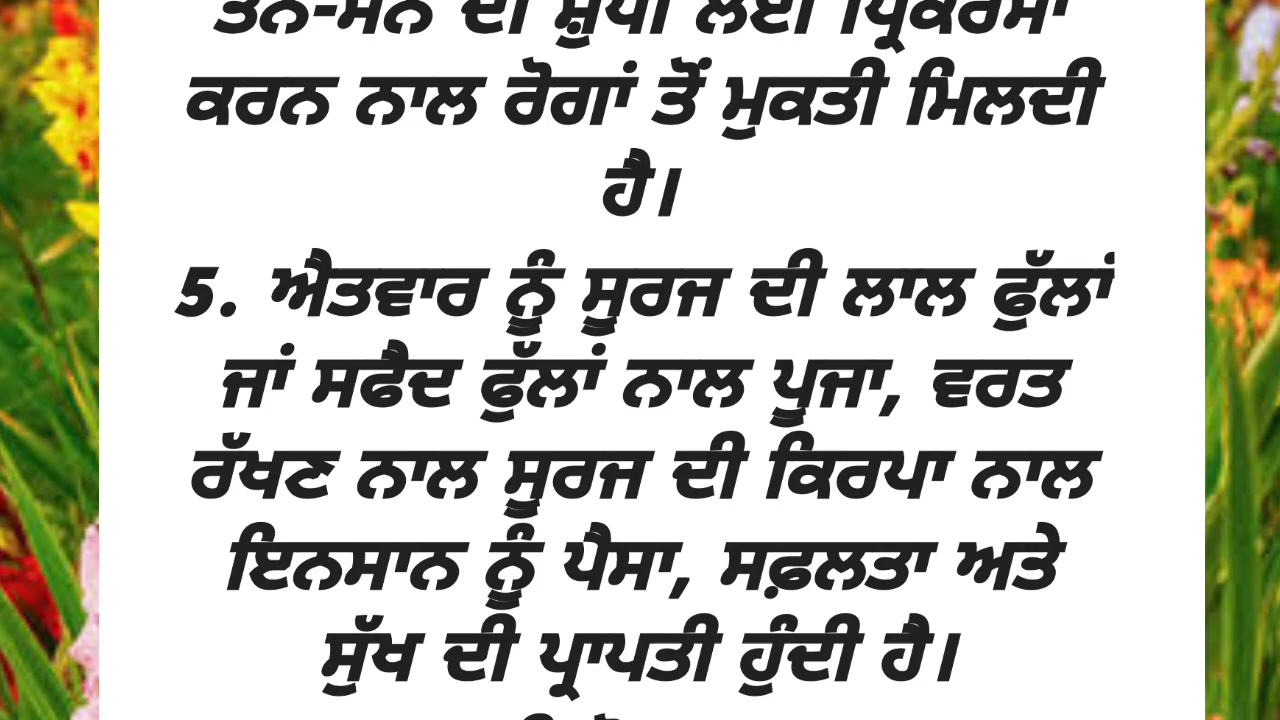 ਤਨ-ਮਨ ਦੀ ਸ਼ੁਧੀ ਲਈ ਪ੍ਰਿਕਰਮਾ
ਕਰਨ ਨਾਲ ਰੋਗਾਂ ਤੋਂ ਮੁਕਤੀ ਮਿਲਦੀ
ਹੈ।
5. ਐਤਵਾਰ ਨੂੰ ਸੂਰਜ ਦੀ ਲਾਲ ਫੁੱਲਾਂ
ਜਾਂ ਸਫੈਦ ਫੁੱਲਾਂ ਨਾਲ ਪੂਜਾ, ਵਰਤ
ਰੱਖਣ ਨਾਲ ਸੂਰਜ ਦੀ ਕਿਰਪਾ ਨਾਲ
ਇਨਸਾਨ ਨੂੰ ਪੈਸਾ, ਸਫ਼ਲਤਾ ਅਤੇ
ਸੁੱਖ ਦੀ ਪ੍ਰਾਪਤੀ ਹੁੰਦੀ ਹੈ।